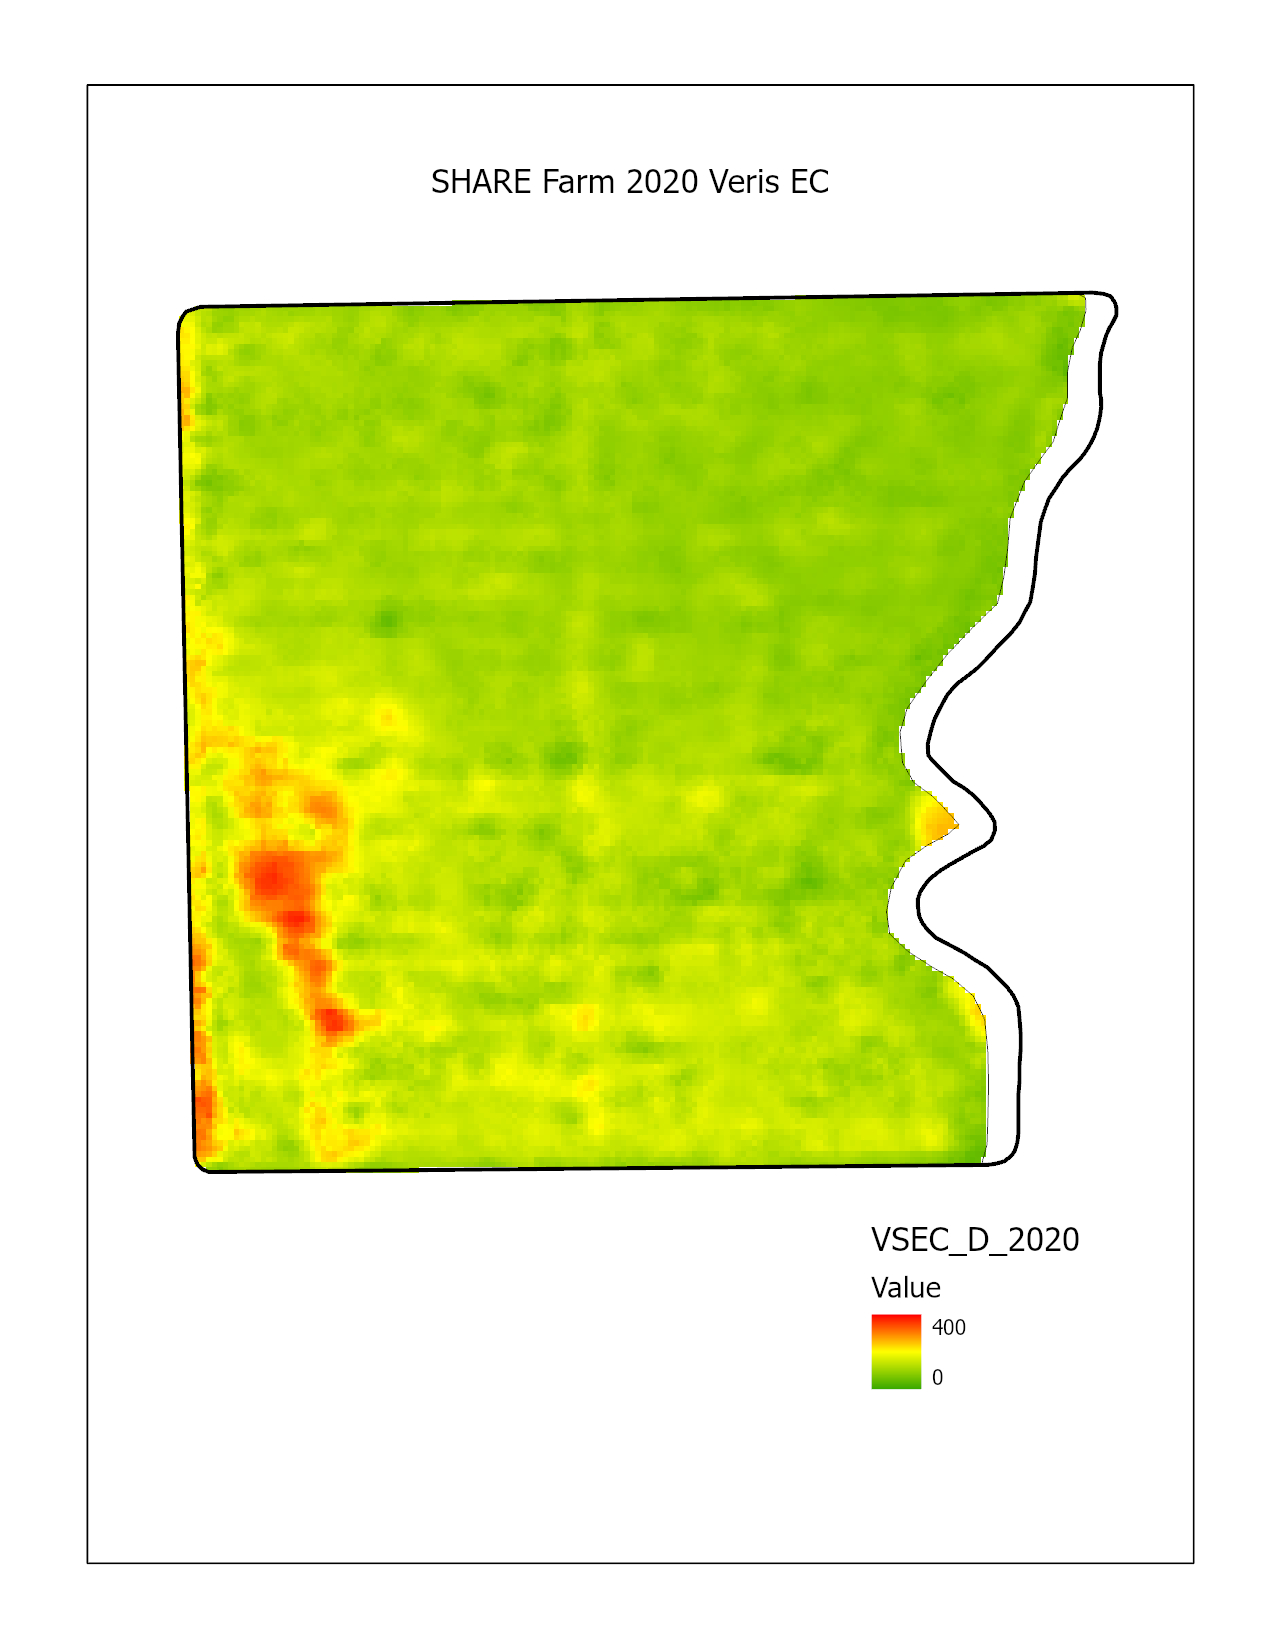 SHARE Farm 2020 Veris EC
VSEC_D_2020
Value
400
0